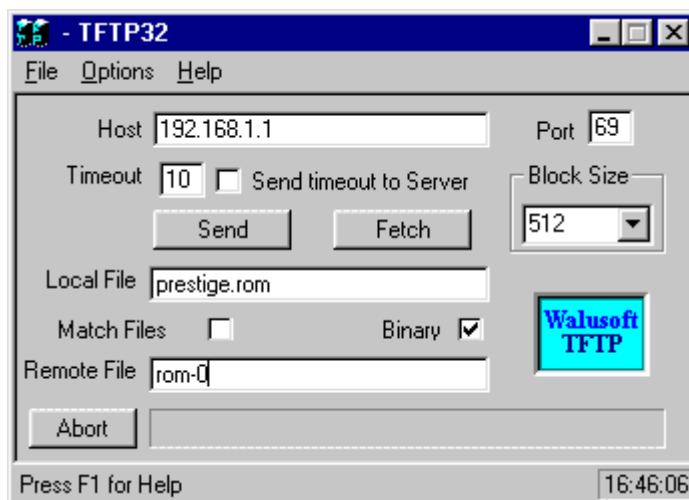 - TFTP32
File Options Help
Host 192.168.1.1 Port 69
Timeout 10 Send timeout to Server Block Size
Send Fetch 512
Local File prestige.rom
Match Files Binary Walusoft
TFTP
Remote File rom-0
Abort
Press F1 for Help 16:46:06